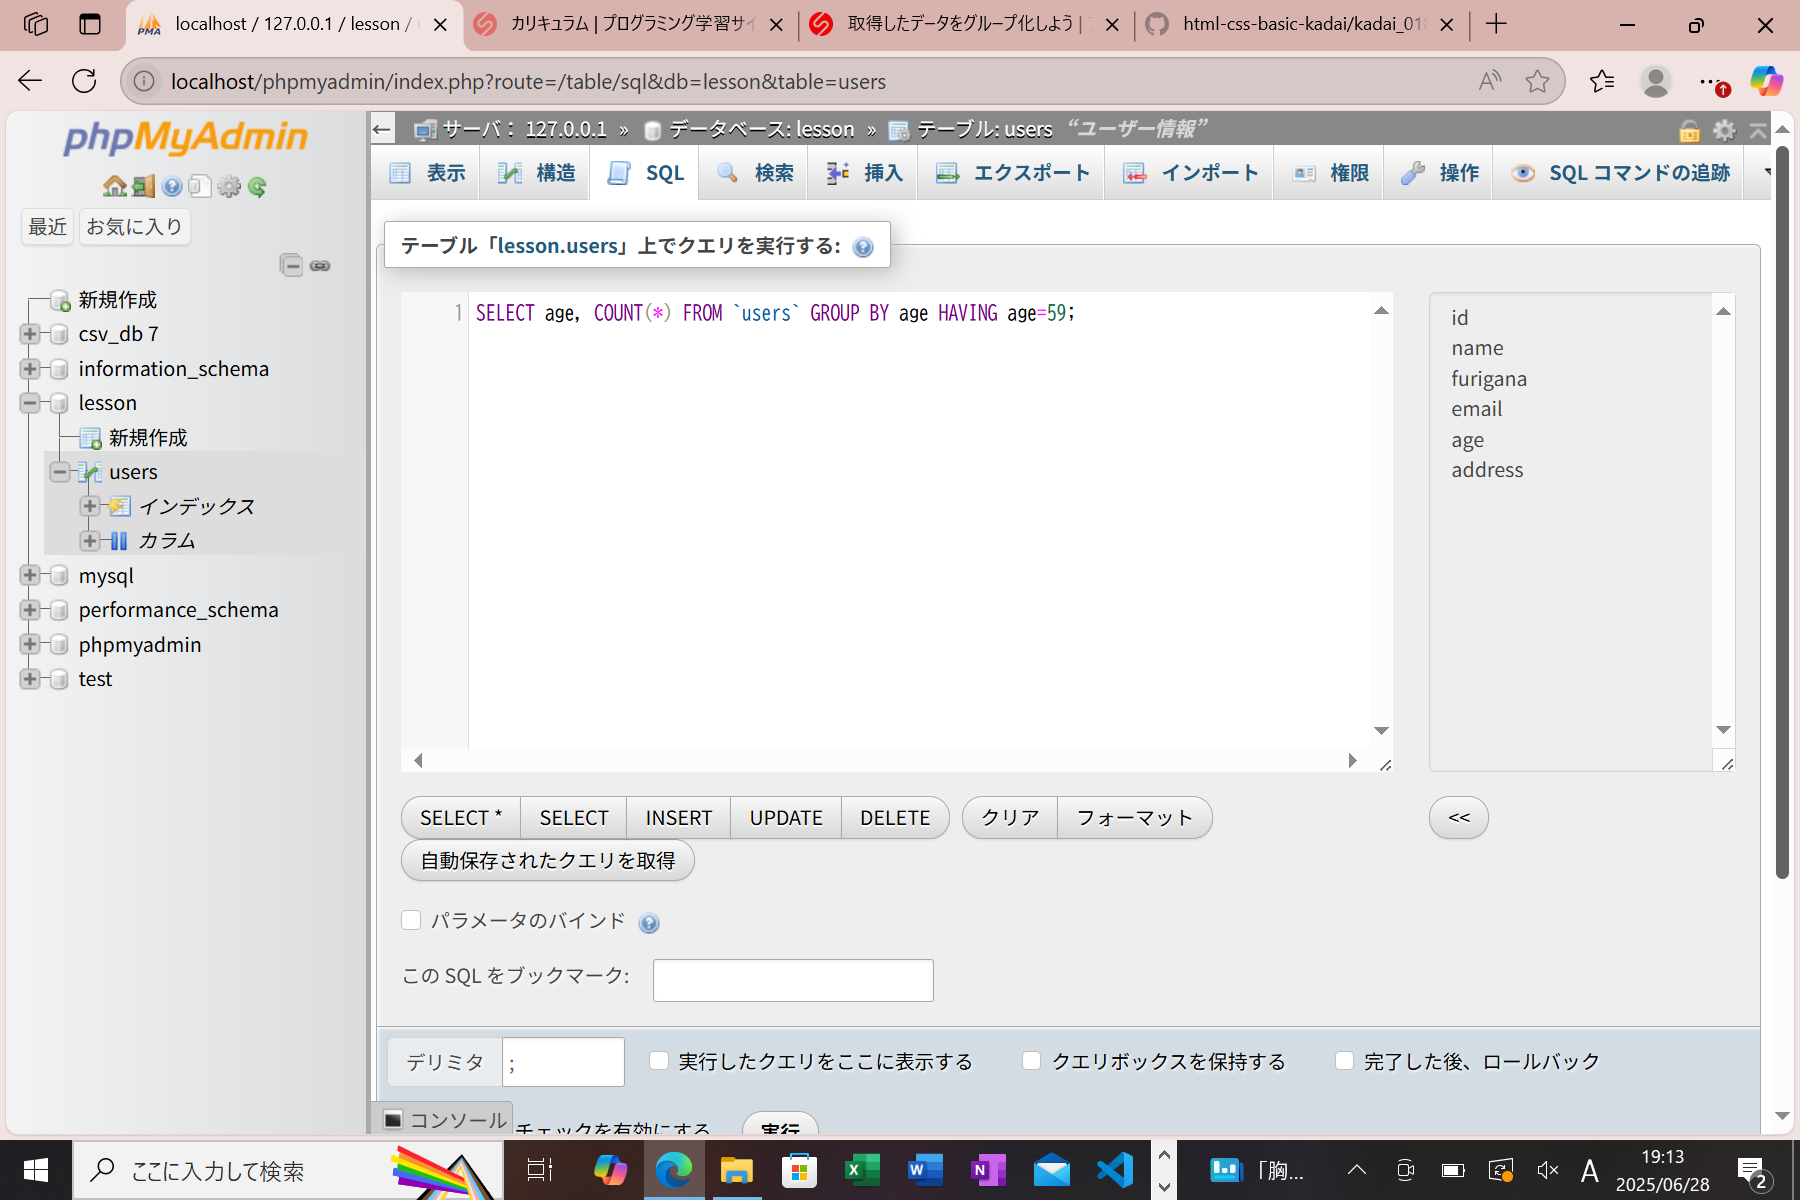 localhost / 127.0.0.1 / lesson /
カリキュラム | プログラミング学習サイ
取得したデータをグループ化しよう |
html-css-basic-kadai/kadai_01
localhost/phpmyadmin/index.php?route=/table/sql&db=lesson&table=users
phpMyAdmin
最近 お気に入り
新規作成
csv_db 7
information_schema
lesson
新規作成
users
インデックス
カラム
mysql
performance_schema
phpmyadmin
test
サーバ： 127.0.0.1 » データベース: lesson » テーブル: users “ユーザー情報”
表示 構造 SQL 検索 挿入 エクスポート インポート 権限 操作 SQL コマンドの追跡
テーブル「lesson.users」上でクエリを実行する:
1 SELECT age, COUNT(*) FROM `users` GROUP BY age HAVING age=59;
id
name
furigana
email
age
address
SELECT * SELECT INSERT UPDATE DELETE クリア フォーマット <<
自動保存されたクエリを取得
パラメータのバインド
この SQL をブックマーク:
デリミタ ; 実行したクエリをここに表示する クエリボックスを保持する 完了した後、ロールバック
コンソール チェックを有効にする 実行
ここに入力して検索
「胸...
A
19:13
2025/06/28
2